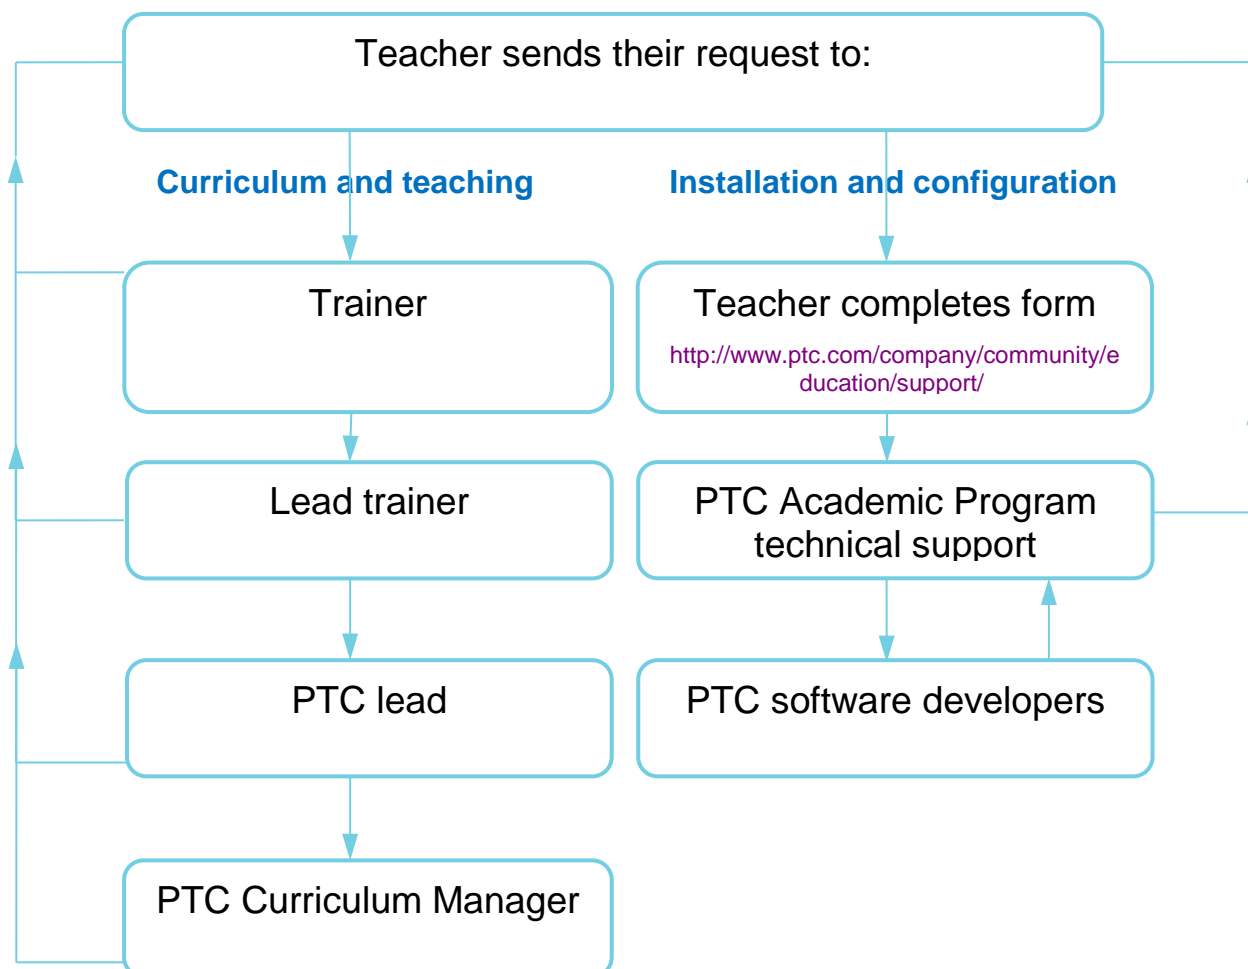 Teacher sends their request to:
Curriculum and teaching
Installation and configuration
Trainer
Teacher completes form
http://www.ptc.com/company/community/e
ducation/support/
Lead trainer
PTC Academic Program
technical support
PTC lead
PTC software developers
PTC Curriculum Manager